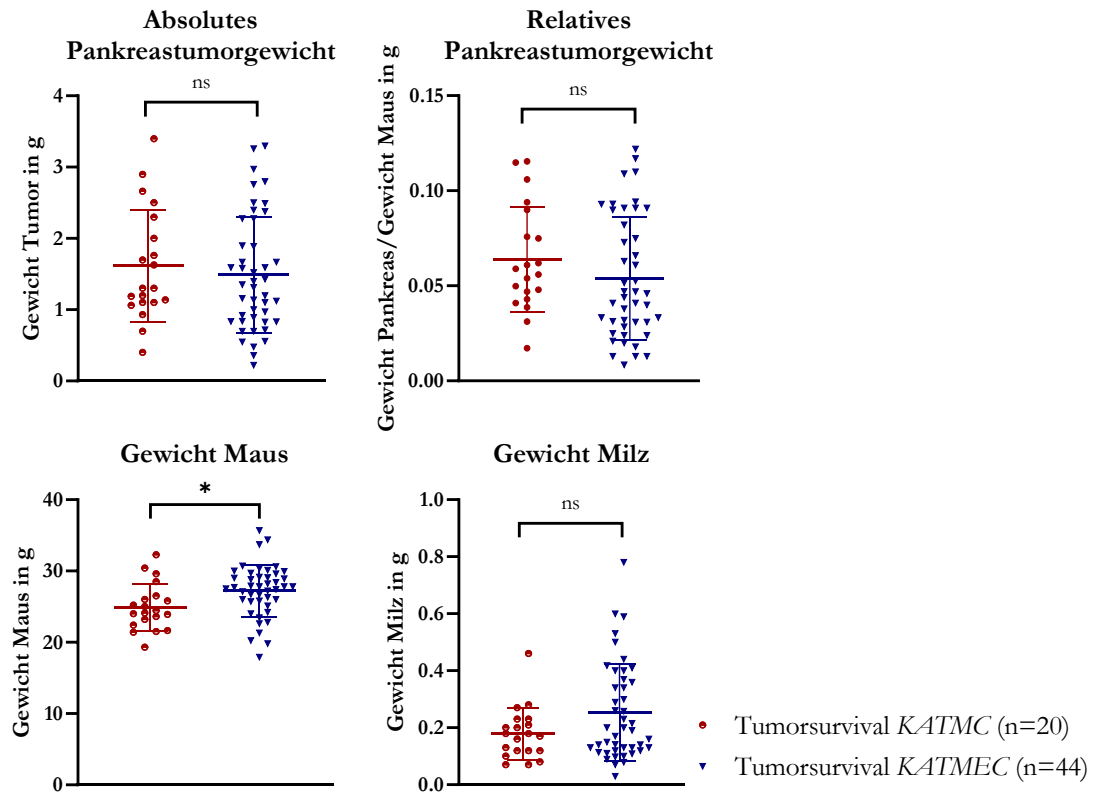 Absolutes
Pankreastumorgewicht
ns
Gewicht Tumor in g
4
3
2
1
0
Relatives
Pankreastumorgewicht
ns
Gewicht Pankreas/Gewicht Maus in g
0.15
0.10
0.05
0.00
Gewicht Maus
*
Gewicht Maus in g
40
30
20
10
0
Gewicht Milz
ns
Gewicht Milz in g
1.0
0.8
0.6
0.4
0.2
0.0
Tumorsurvival KATMC (n=20)
Tumorsurvival KATMEC (n=44)